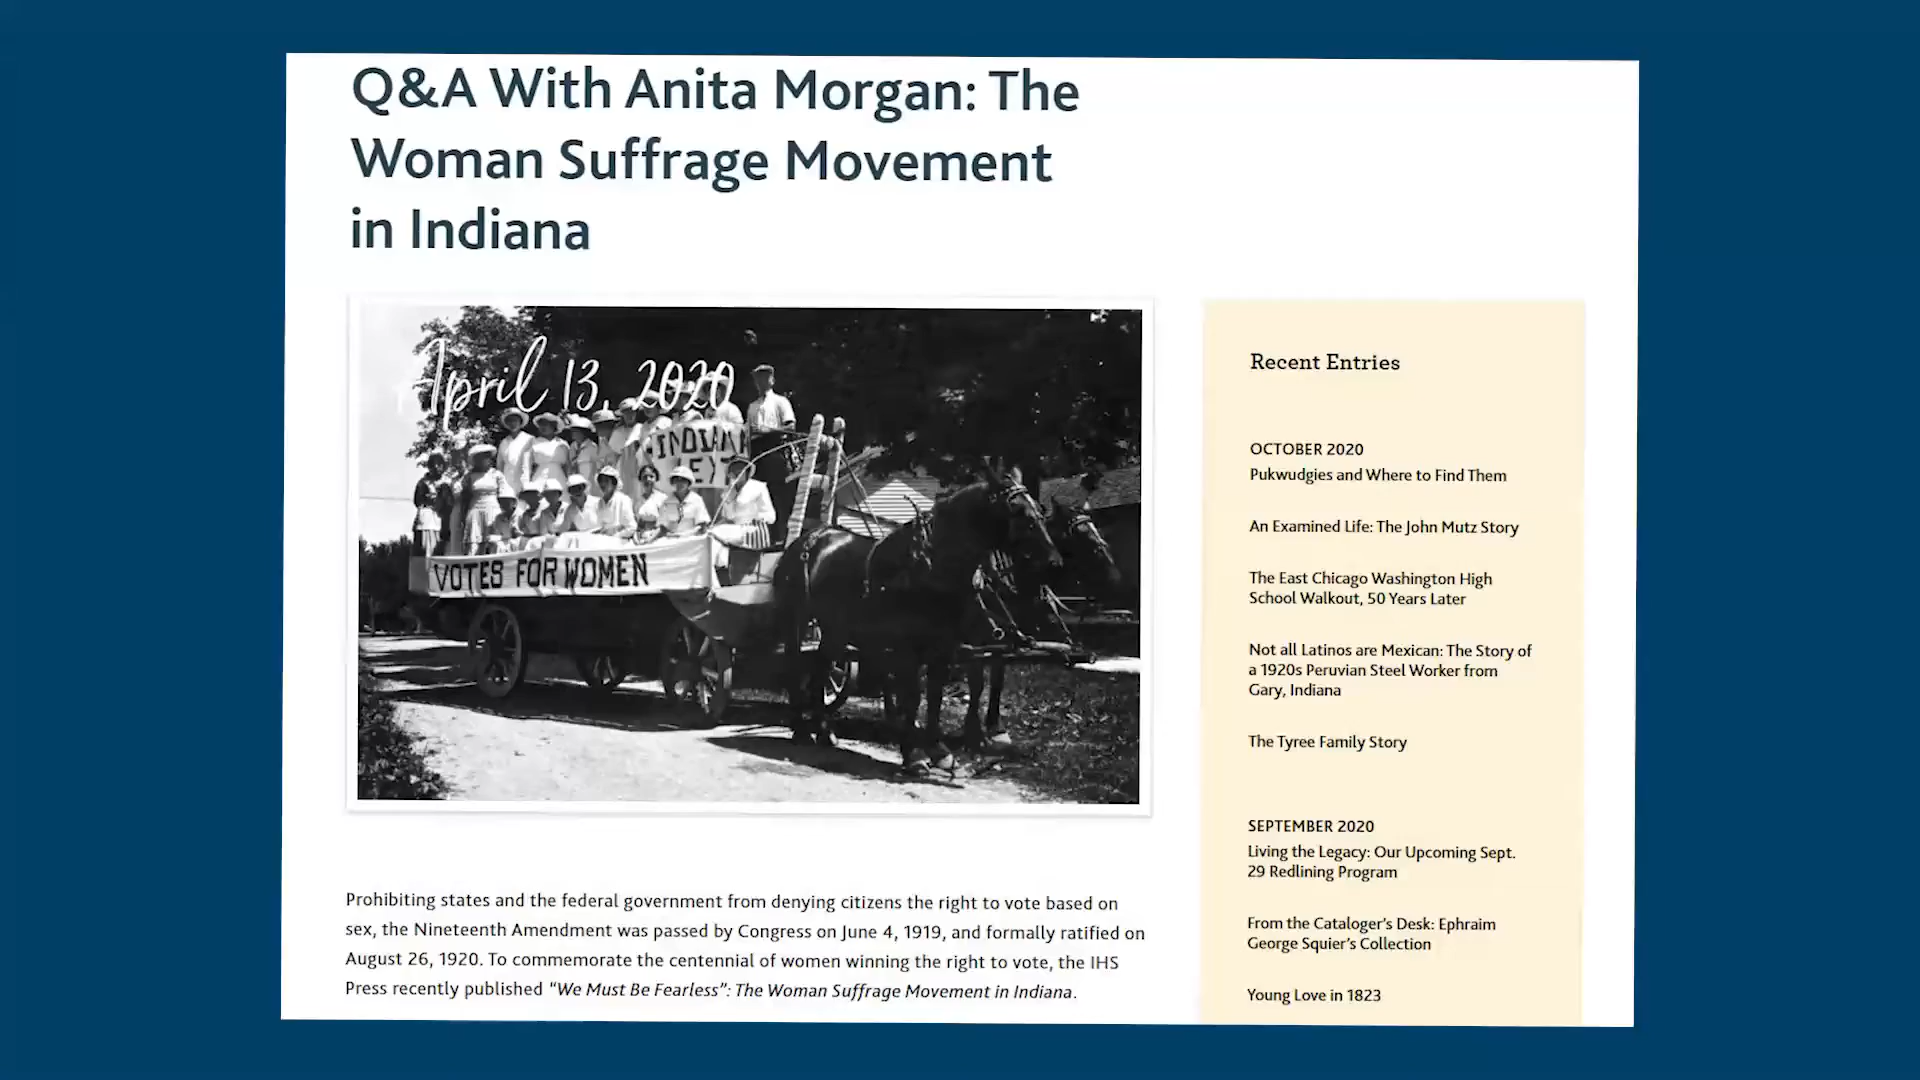 Q&A With Anita Morgan: The
Woman Suffrage Movement
in Indiana
April 13, 2020
INDIANA
NEXT
VOTES FOR WOMEN
Prohibiting states and the federal government from denying citizens the right to vote based on
sex, the Nineteenth Amendment was passed by Congress on June 4, 1919, and formally ratified on
August 26, 1920. To commemorate the centennial of women winning the right to vote, the IHS
Press recently published “We Must Be Fearless”: The Woman Suffrage Movement in Indiana.
Recent Entries
OCTOBER 2020
Pukwudgies and Where to Find Them
An Examined Life: The John Mutz Story
The East Chicago Washington High
School Walkout, 50 Years Later
Not all Latinos are Mexican: The Story of
a 1920s Peruvian Steel Worker from
Gary, Indiana
The Tyree Family Story
SEPTEMBER 2020
Living the Legacy: Our Upcoming Sept.
29 Redlining Program
From the Cataloger’s Desk: Ephraim
George Squier’s Collection
Young Love in 1823